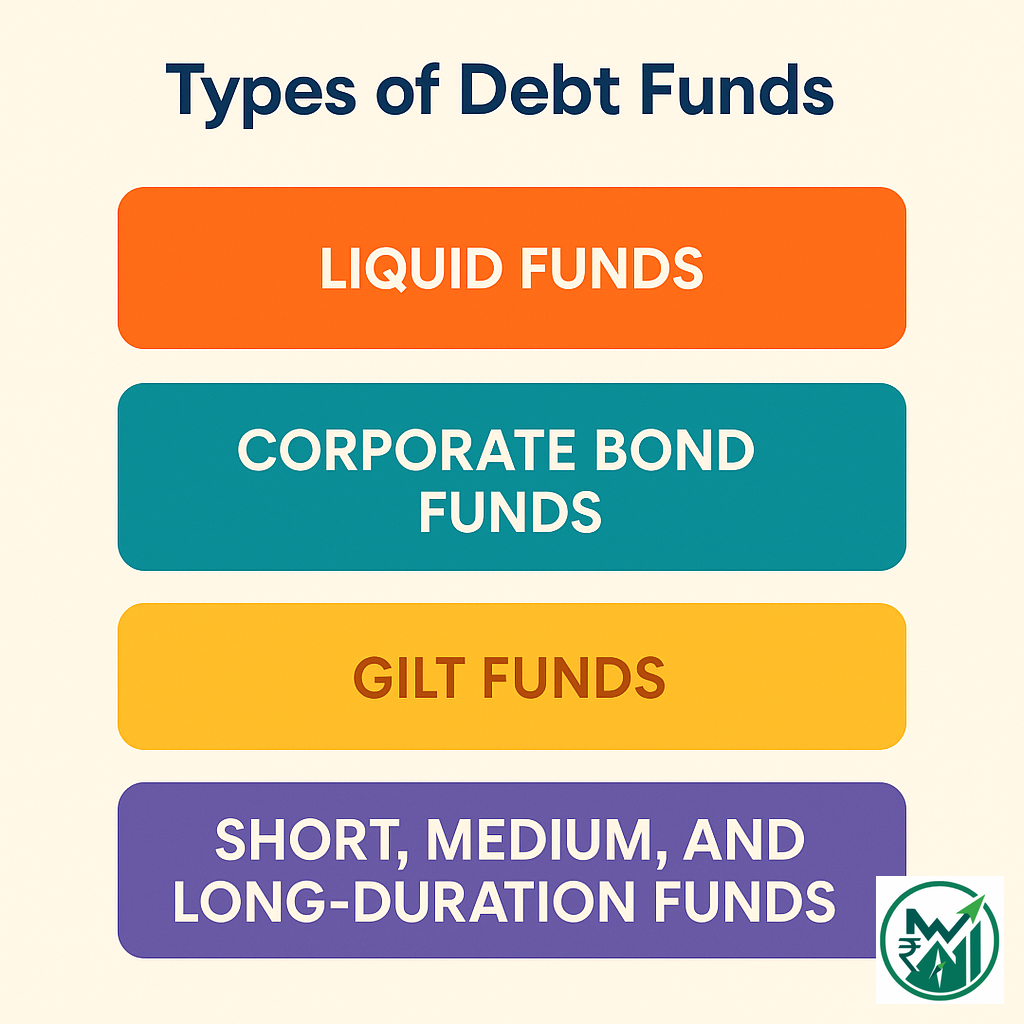 Types of Debt Funds
LIQUID FUNDS
CORPORATE BOND
FUNDS
GILT FUNDS
SHORT, MEDIUM, AND
LONG-DURATION FUNDS
₹